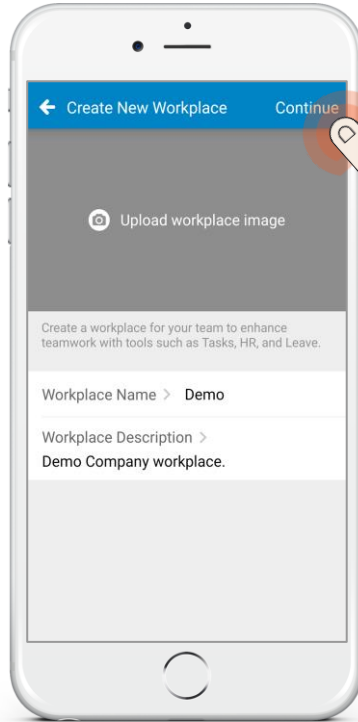 Create New Workplace Continue
Upload workplace image
Create a workplace for your team to enhance
teamwork with tools such as Tasks, HR, and Leave.
Workplace Name > Demo
Workplace Description >
Demo Company workplace.